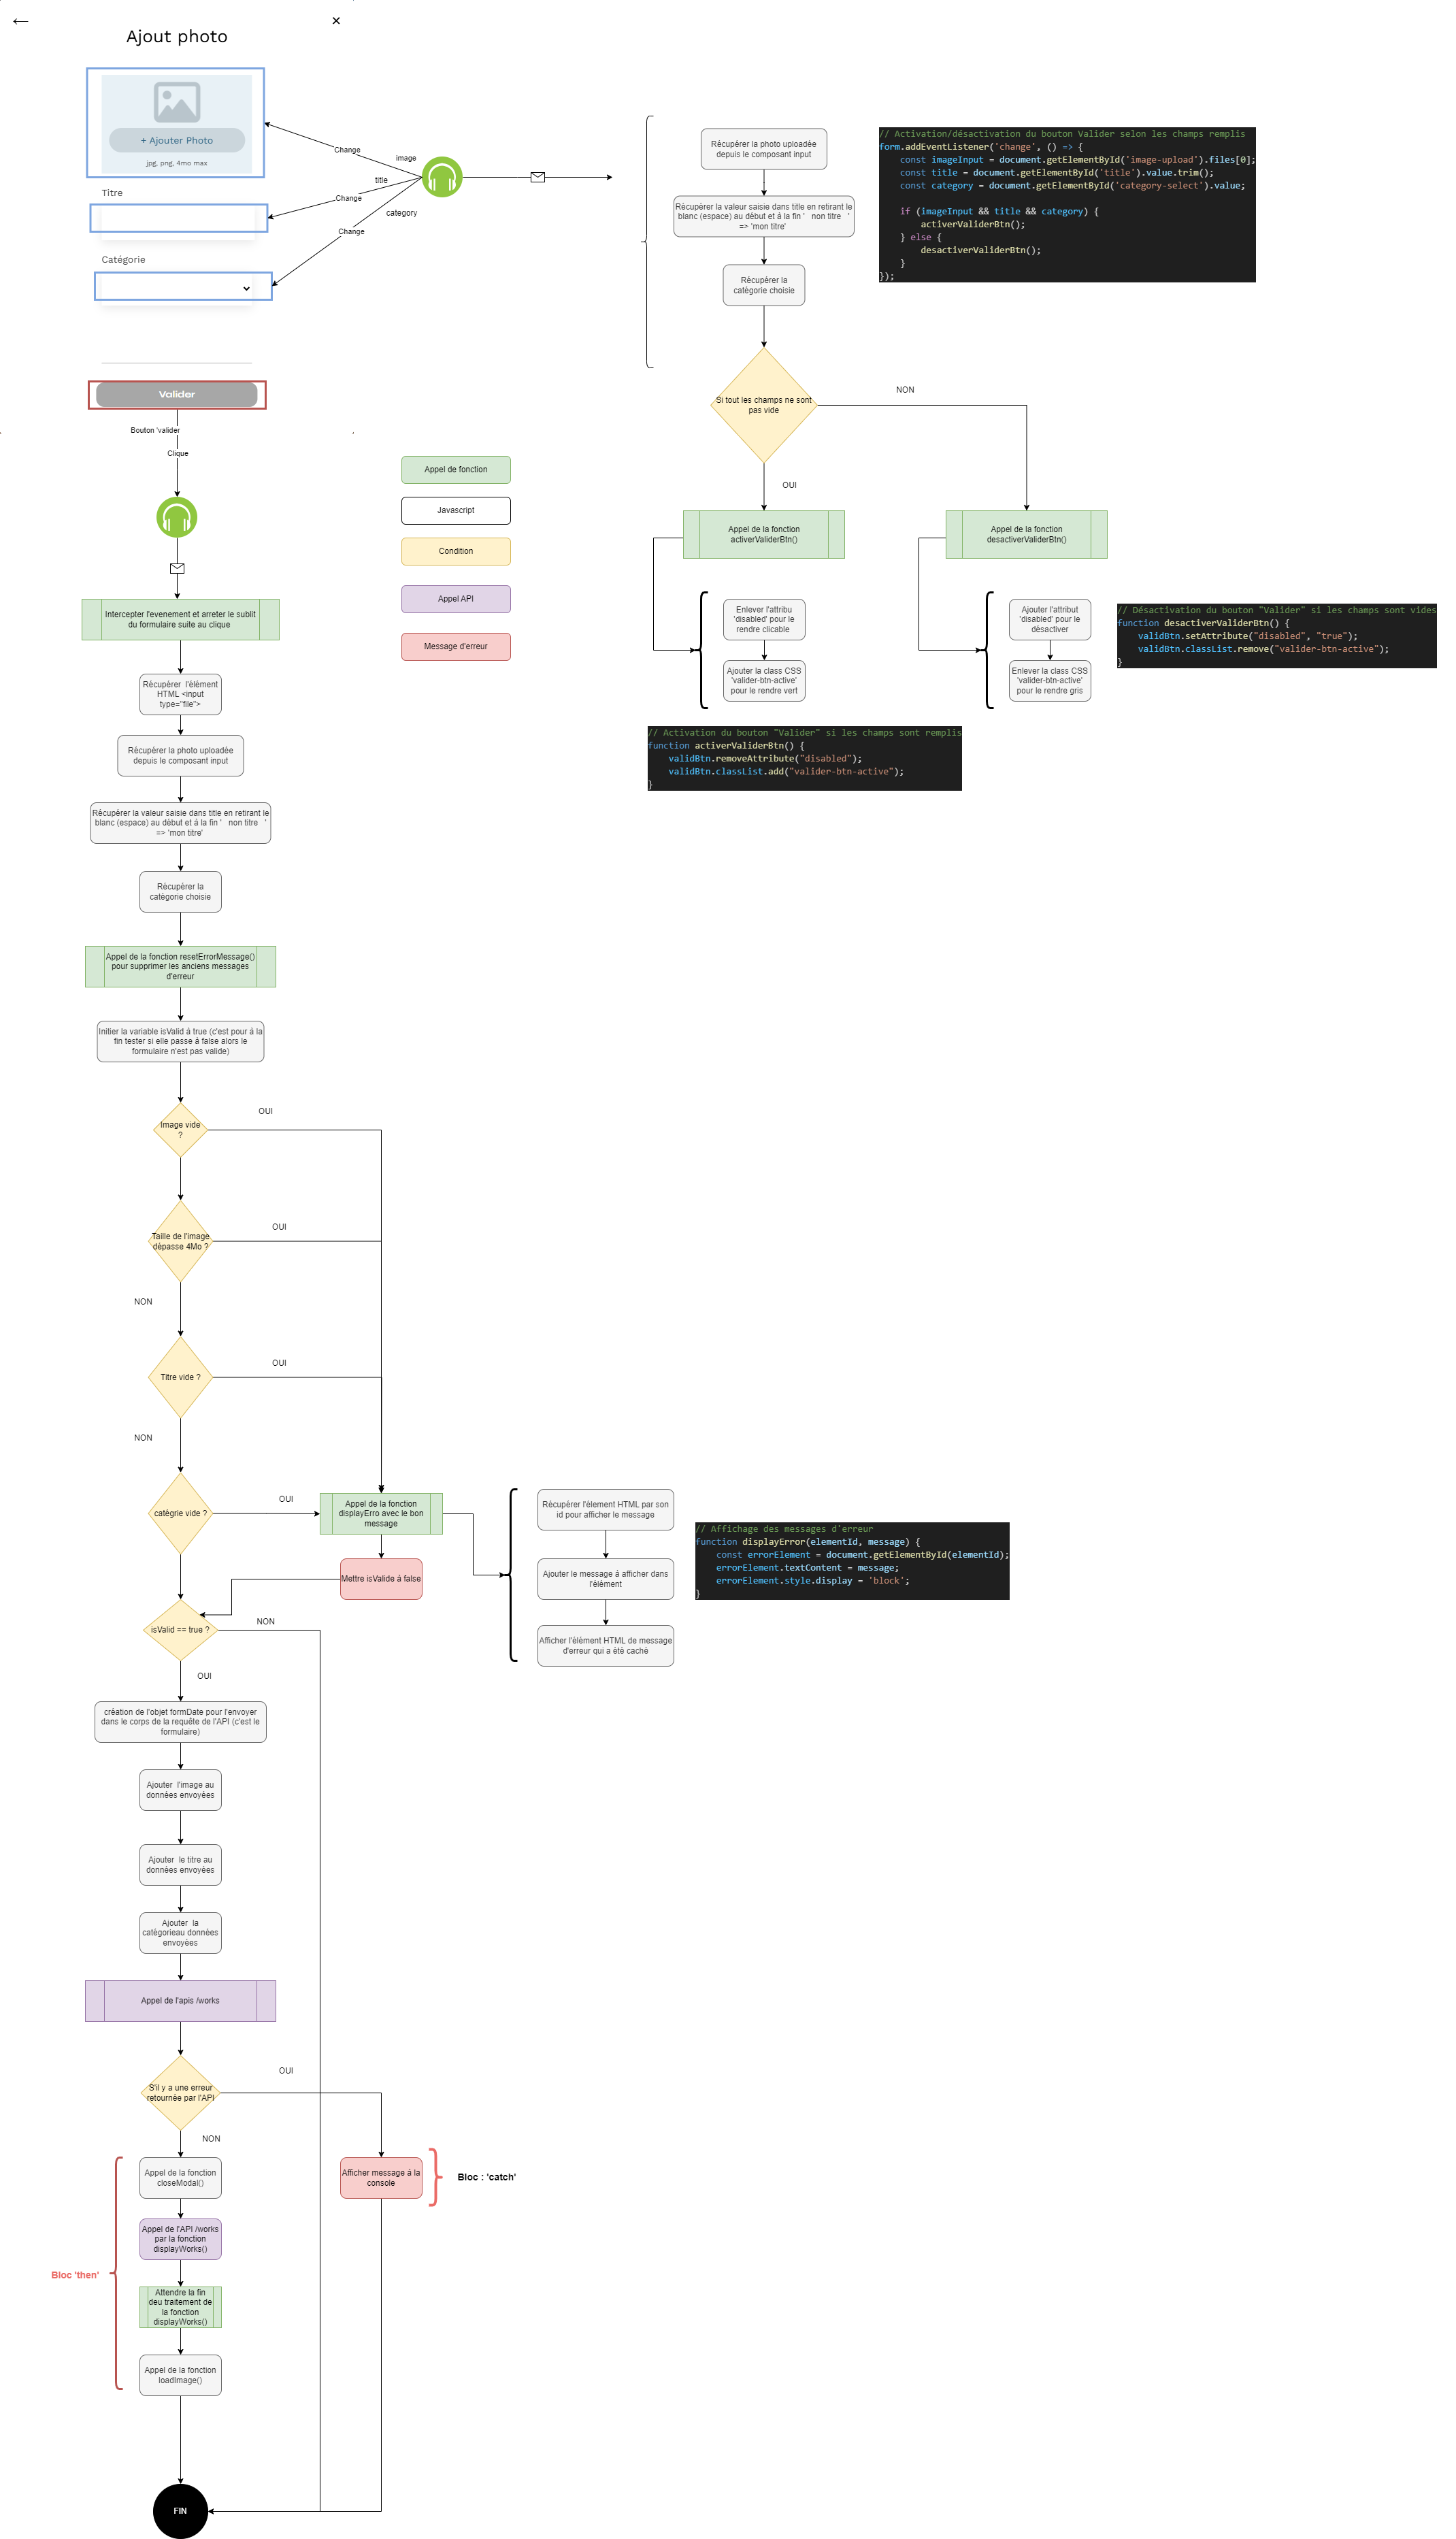 ←
×
Ajout photo
+ Ajouter Photo
jpg, png, 4mo max
Titre
Catégorie
Valider
Change
image
title
Change
category
Change
Récupérer la photo uploadée
depuis le composant input
Récupérer la valeur saisie dans title en retirant le
blanc (espace) au début et à la fin '   non titre   '
=> 'mon titre'
Récupérer la
catégorie choisie
Si tout les champs ne sont
pas vide
NON
OUI
// Activation/désactivation du bouton Valider selon les champs remplis
form.addEventListener('change', () => {
    const imageInput = document.getElementById('image-upload').files[0];
    const title = document.getElementById('title').value.trim();
    const category = document.getElementById('category-select').value;
    if (imageInput && title && category) {
        activerValiderBtn();
    } else {
        desactiverValiderBtn();
    }
});
Appel de la fonction
activerValiderBtn()
Appel de la fonction
desactiverValiderBtn()
Enlever l'attribu
'disabled' pour le
rendre clicable
Ajouter la class CSS
'valider-btn-active'
pour le rendre vert
Ajouter l'attribut
'disabled' pour le
désactiver
Enlever la class CSS
'valider-btn-active'
pour le rendre gris
// Désactivation du bouton "Valider" si les champs sont vides
function desactiverValiderBtn() {
    validBtn.setAttribute("disabled", "true");
    validBtn.classList.remove("valider-btn-active");
}
// Activation du bouton "Valider" si les champs sont remplis
function activerValiderBtn() {
    validBtn.removeAttribute("disabled");
    validBtn.classList.add("valider-btn-active");
}
Appel de fonction
Javascript
Condition
Appel API
Message d'erreur
Bouton 'valider
Clique
Intercepter l'evenement et arreter le sublit
du formulaire suite au clique
Récupérer  l'élément
HTML <input
type="file">
Récupérer la photo uploadée
depuis le composant input
Récupérer la valeur saisie dans title en retirant le
blanc (espace) au début et à la fin '   non titre   '
=> 'mon titre'
Récupérer la
catégorie choisie
Appel de la fonction resetErrorMessage()
pour supprimer les anciens messages
d'erreur
Initier la variable isValid à true (c'est pour à la
fin tester si elle passe à false alors le
formulaire n'est pas valide)
Image vide
?
OUI
Taille de l'image
dépasse 4Mo ?
OUI
NON
Titre vide ?
OUI
NON
catégrie vide ?
OUI
Appel de la fonction
displayErro avec le bon
message
Mettre isValide à false
Récupérer l'élement HTML par son
id pour afficher le message
Ajouter le message à afficher dans
l'élément
Afficher l'élément HTML de message
d'erreur qui a été caché
// Affichage des messages d'erreur
function displayError(elementId, message) {
    const errorElement = document.getElementById(elementId);
    errorElement.textContent = message;
    errorElement.style.display = 'block';
}
isValid == true ?
NON
OUI
création de l'objet formDate pour l'envoyer
dans le corps de la requête de l'API (c'est le
formulaire)
Ajouter  l'image au
données envoyées
Ajouter  le titre au
données envoyées
Ajouter  la
catégorieau données
envoyées
Appel de l'apis /works
S'il y a une erreur
retournée par l'API
OUI
NON
Appel de la fonction
closeModal()
Appel de l'API /works
par la fonction
displayWorks()
Attendre la fin
deu traitement de
la fonction
displayWorks()
Appel de la fonction
loadImage()
Bloc 'then'
Afficher message à la
console
Bloc : 'catch'
FIN